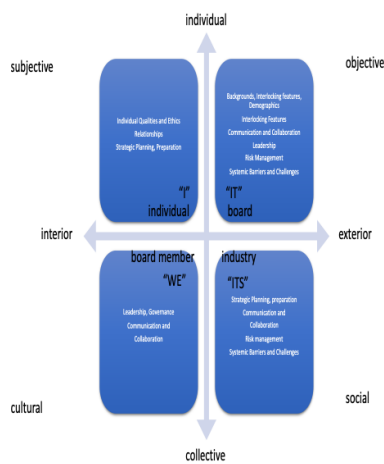 individual
subjective
objective
Individual Qualities and Ethics
Relationships
Strategic Planning, Preparation
Backgrounds, Interlocking Features,
Demographics
Interlocking Features
Communication and Collaboration
Leadership
Risk Management
Systemic Barriers and Challenges
"I"
individual
"IT"
board
interior
exterior
board member
"WE"
industry
"ITS"
Leadership, Governance
Communication and
Collaboration
Strategic Planning, preparation
Communication and
Collaboration
Risk management
Systemic Barriers and Challenges
cultural
social
collective